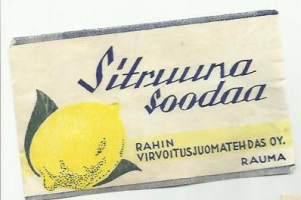 Sitruuna
soodaa
RAHIN
VIRVOITUSJUOMATEHDAS OY.
RAUMA